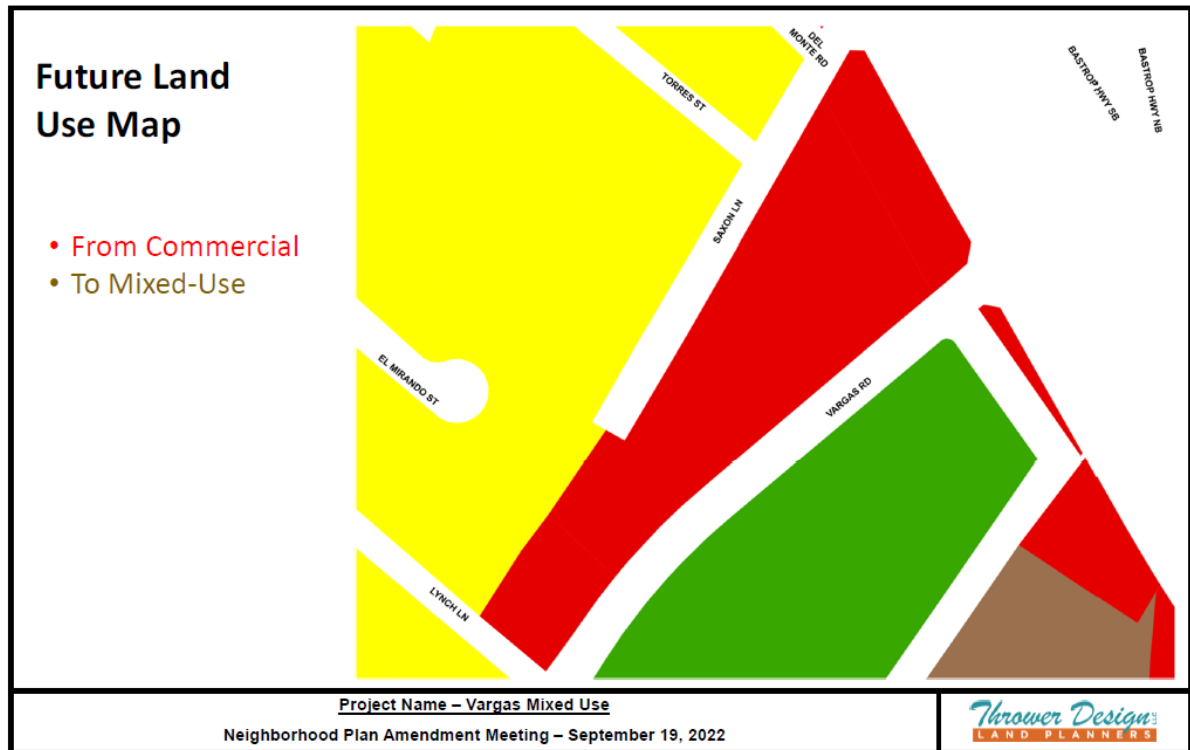 Future Land
Use Map
• From Commercial
• To Mixed-Use
DEL
MONTE RD
TORRES ST
BASTROP HWY SB
BASTROP HWY NB
SAXON LN
EL MIRANDO ST
VARGAS RD
LYNCH LN
Project Name – Vargas Mixed Use
Neighborhood Plan Amendment Meeting – September 19, 2022
Thrower Design LLC
LAND PLANNERS